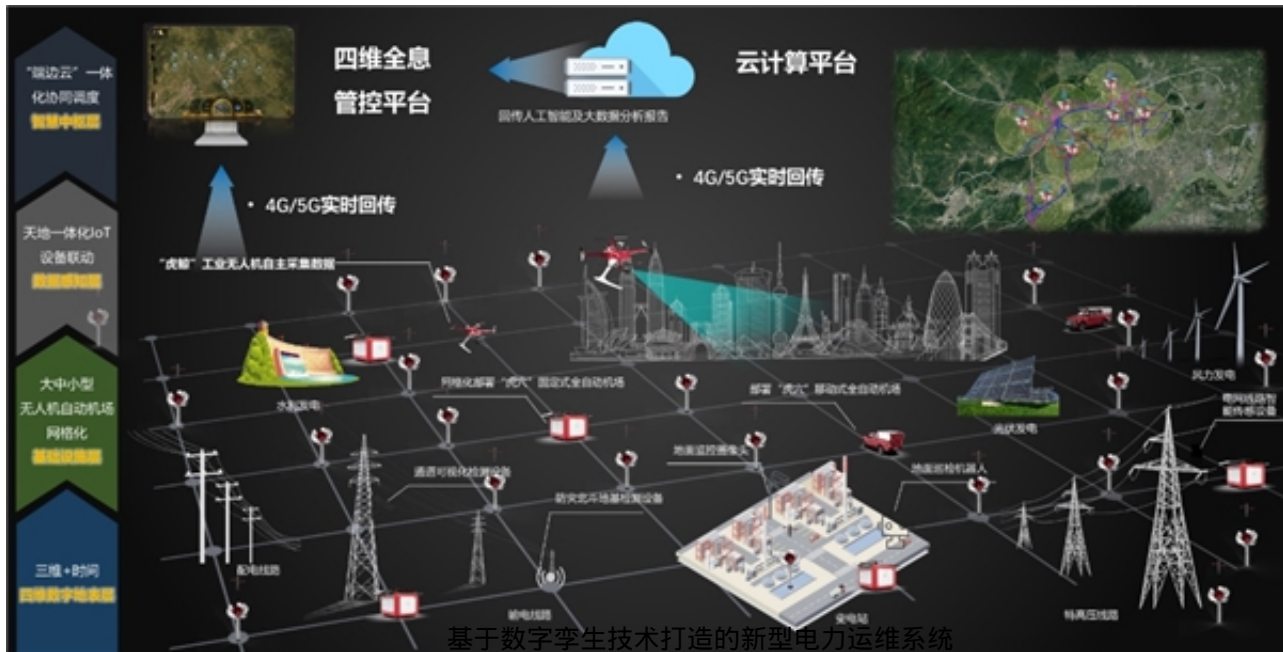 “端边云”一体
化协同调度
智慧中枢层
天地一体化IoT
设备联动
数据感知层
大中小型
无人机自动机场
网格化
基础设施层
三维+时间
四维数字地表层
四维全息
管控平台
云计算平台
回传人工智能及大数据分析报告
• 4G/5G实时回传
• 4G/5G实时回传
“虎鲸”工业无人机自主采集数据
水利发电
网格化部署“虎穴”固定式全自动机场
部署“虎穴”移动式全自动机场
光伏发电
风力发电
电网线路智
能传感设备
通道可视化检测设备
防灾北斗地基检测设备
地面监控摄像头
地面巡检机器人
配电线路
输电线路
变电站
特高压线路
基于数字孪生技术打造的新型电力运维系统